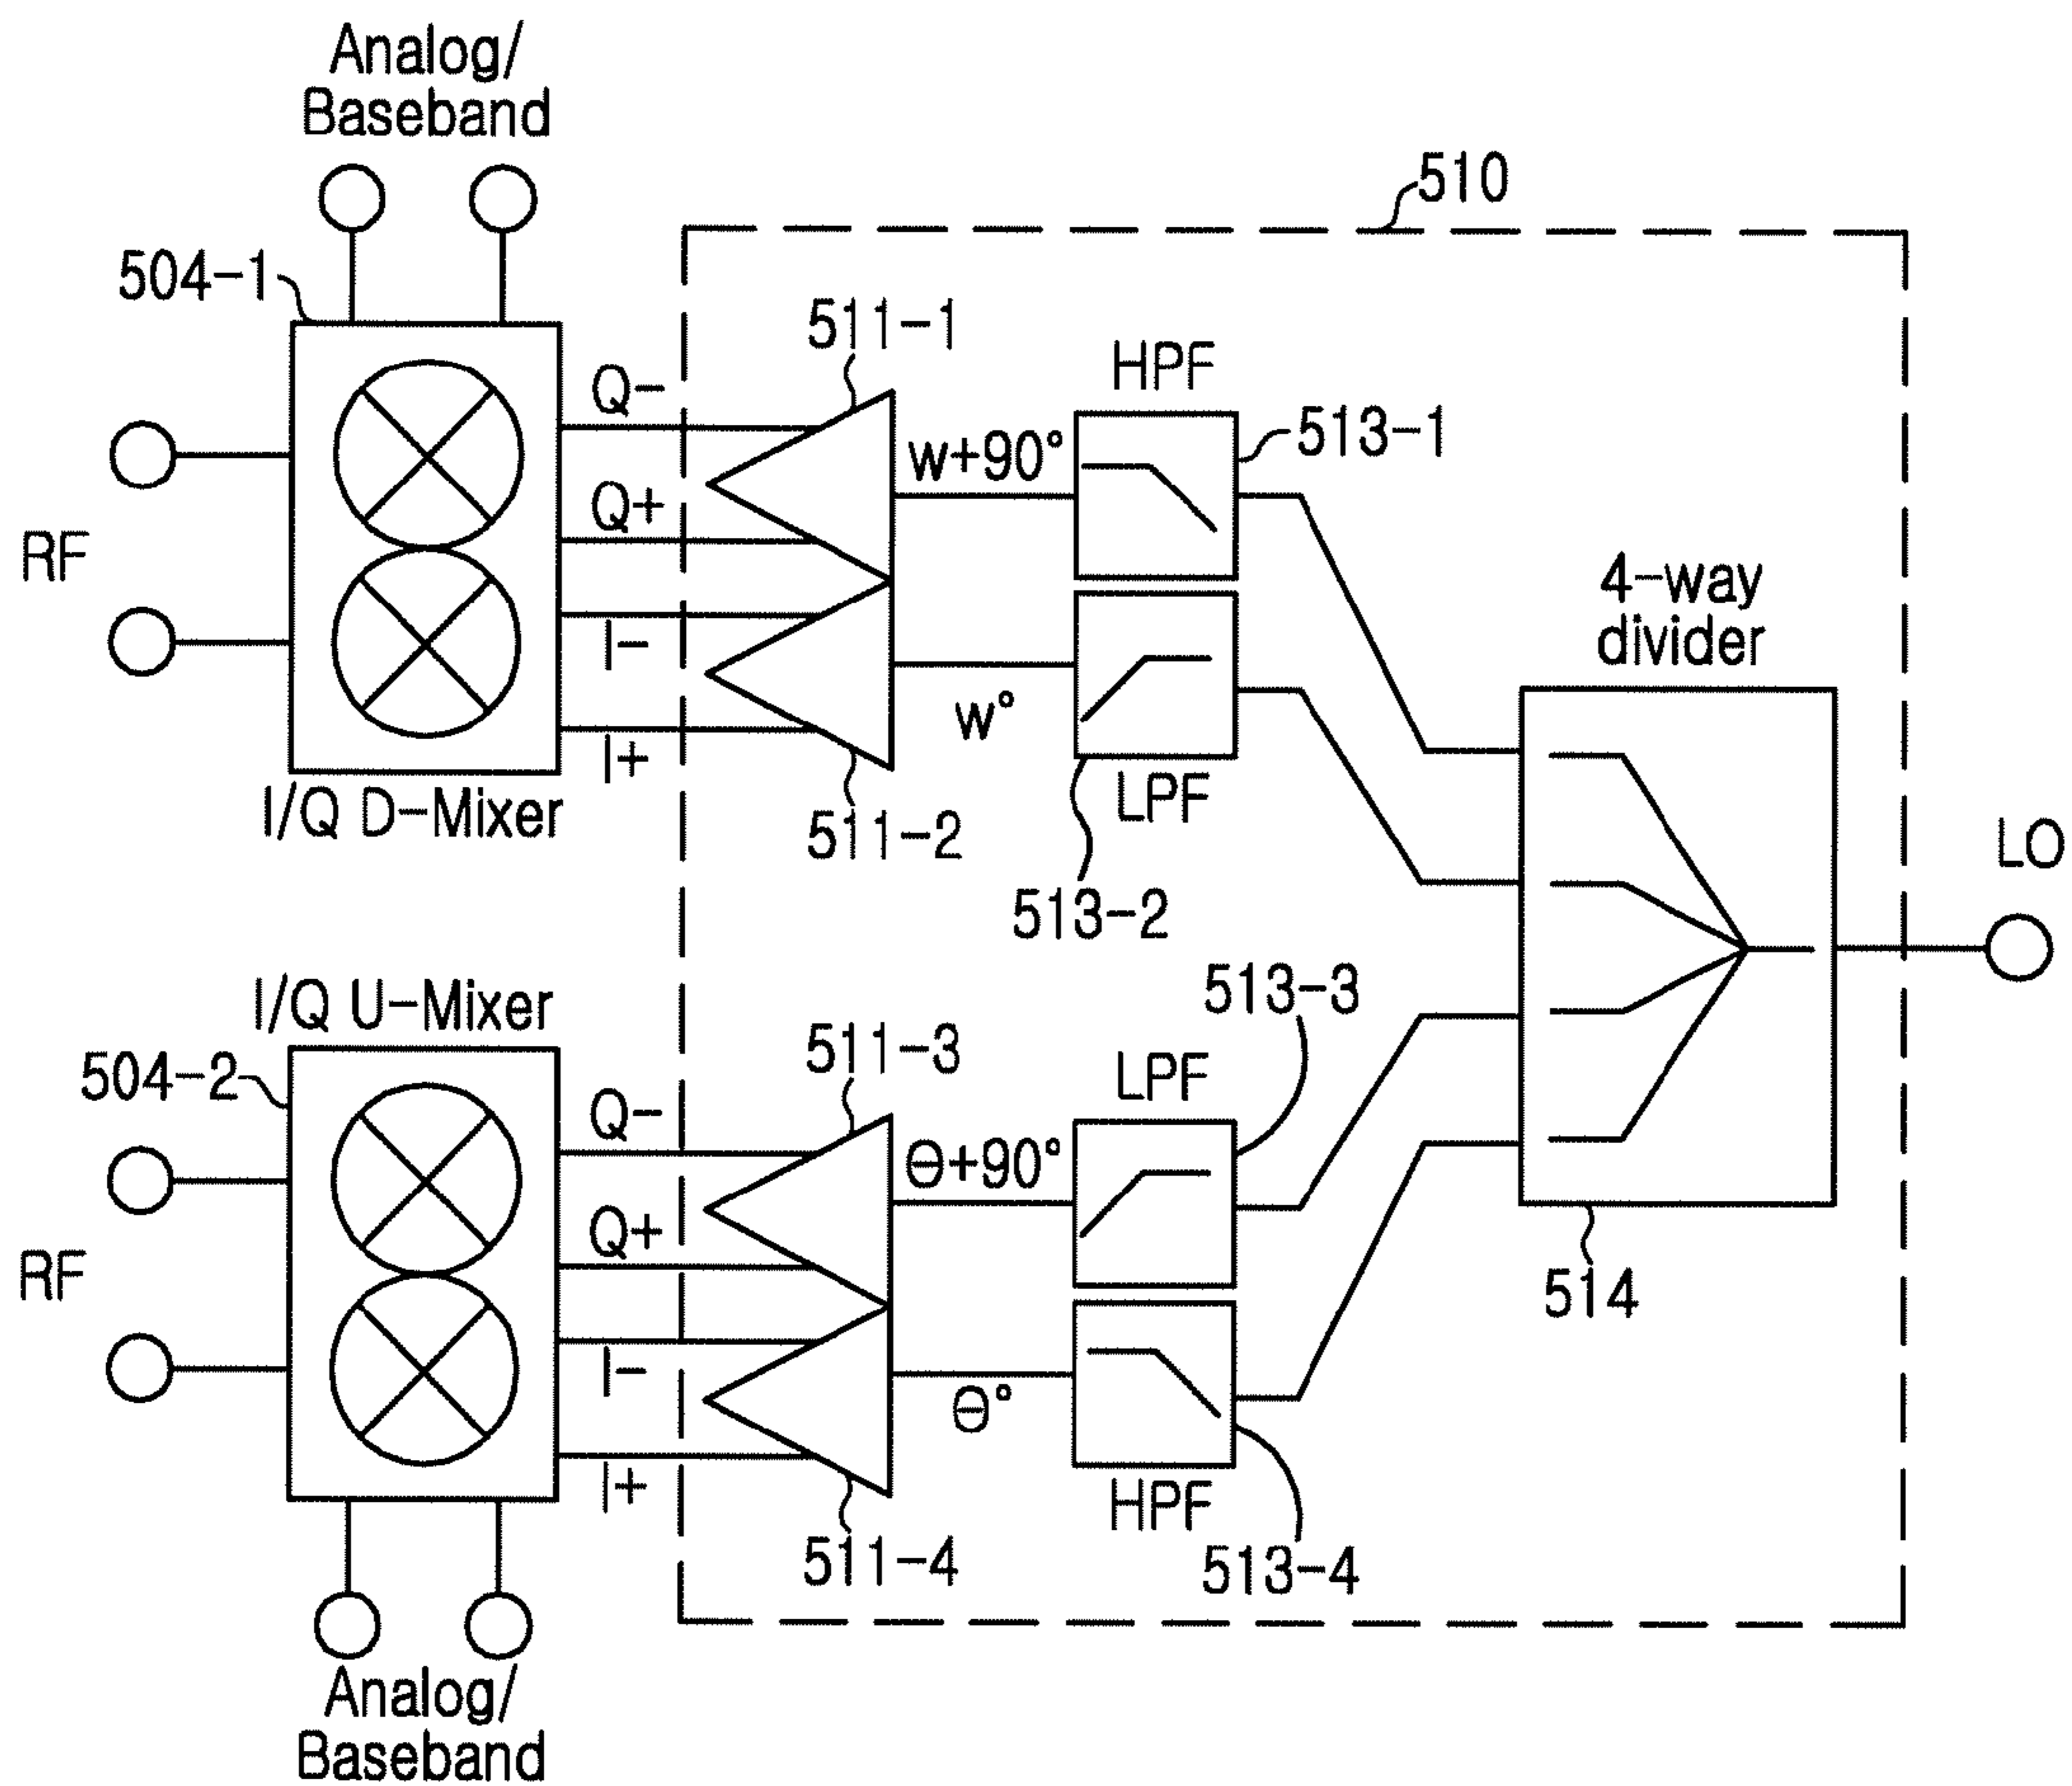 Analog/
Baseband
510
504-1
511-1
HPF
Q-
w+90°
513-1
Q+
RF
4-way
divider
I-
w°
I+
LPF
I/Q D-Mixer
511-2
LO
513-2
I/Q U-Mixer
513-3
504-2
511-3
LPF
Q-
Θ+90°
Q+
RF
514
I-
Θ°
I+
HPF
511-4
513-4
Analog/
Baseband